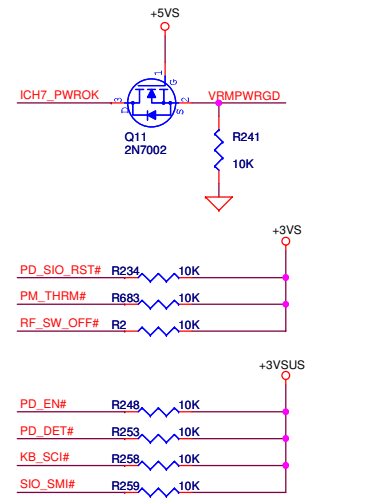 +5VS
1
G
ICH7_PWROK 3 2 VRMPWRGD
D S
Q11
2N7002
R241
10K
+3VS
PD_SIO_RST# R234 10K
PM_THRM# R683 10K
RF_SW_OFF# R2 10K
+3VSUS
PD_EN# R248 10K
PD_DET# R253 10K
KB_SCI# R258 10K
SIO_SMI# R259 10K